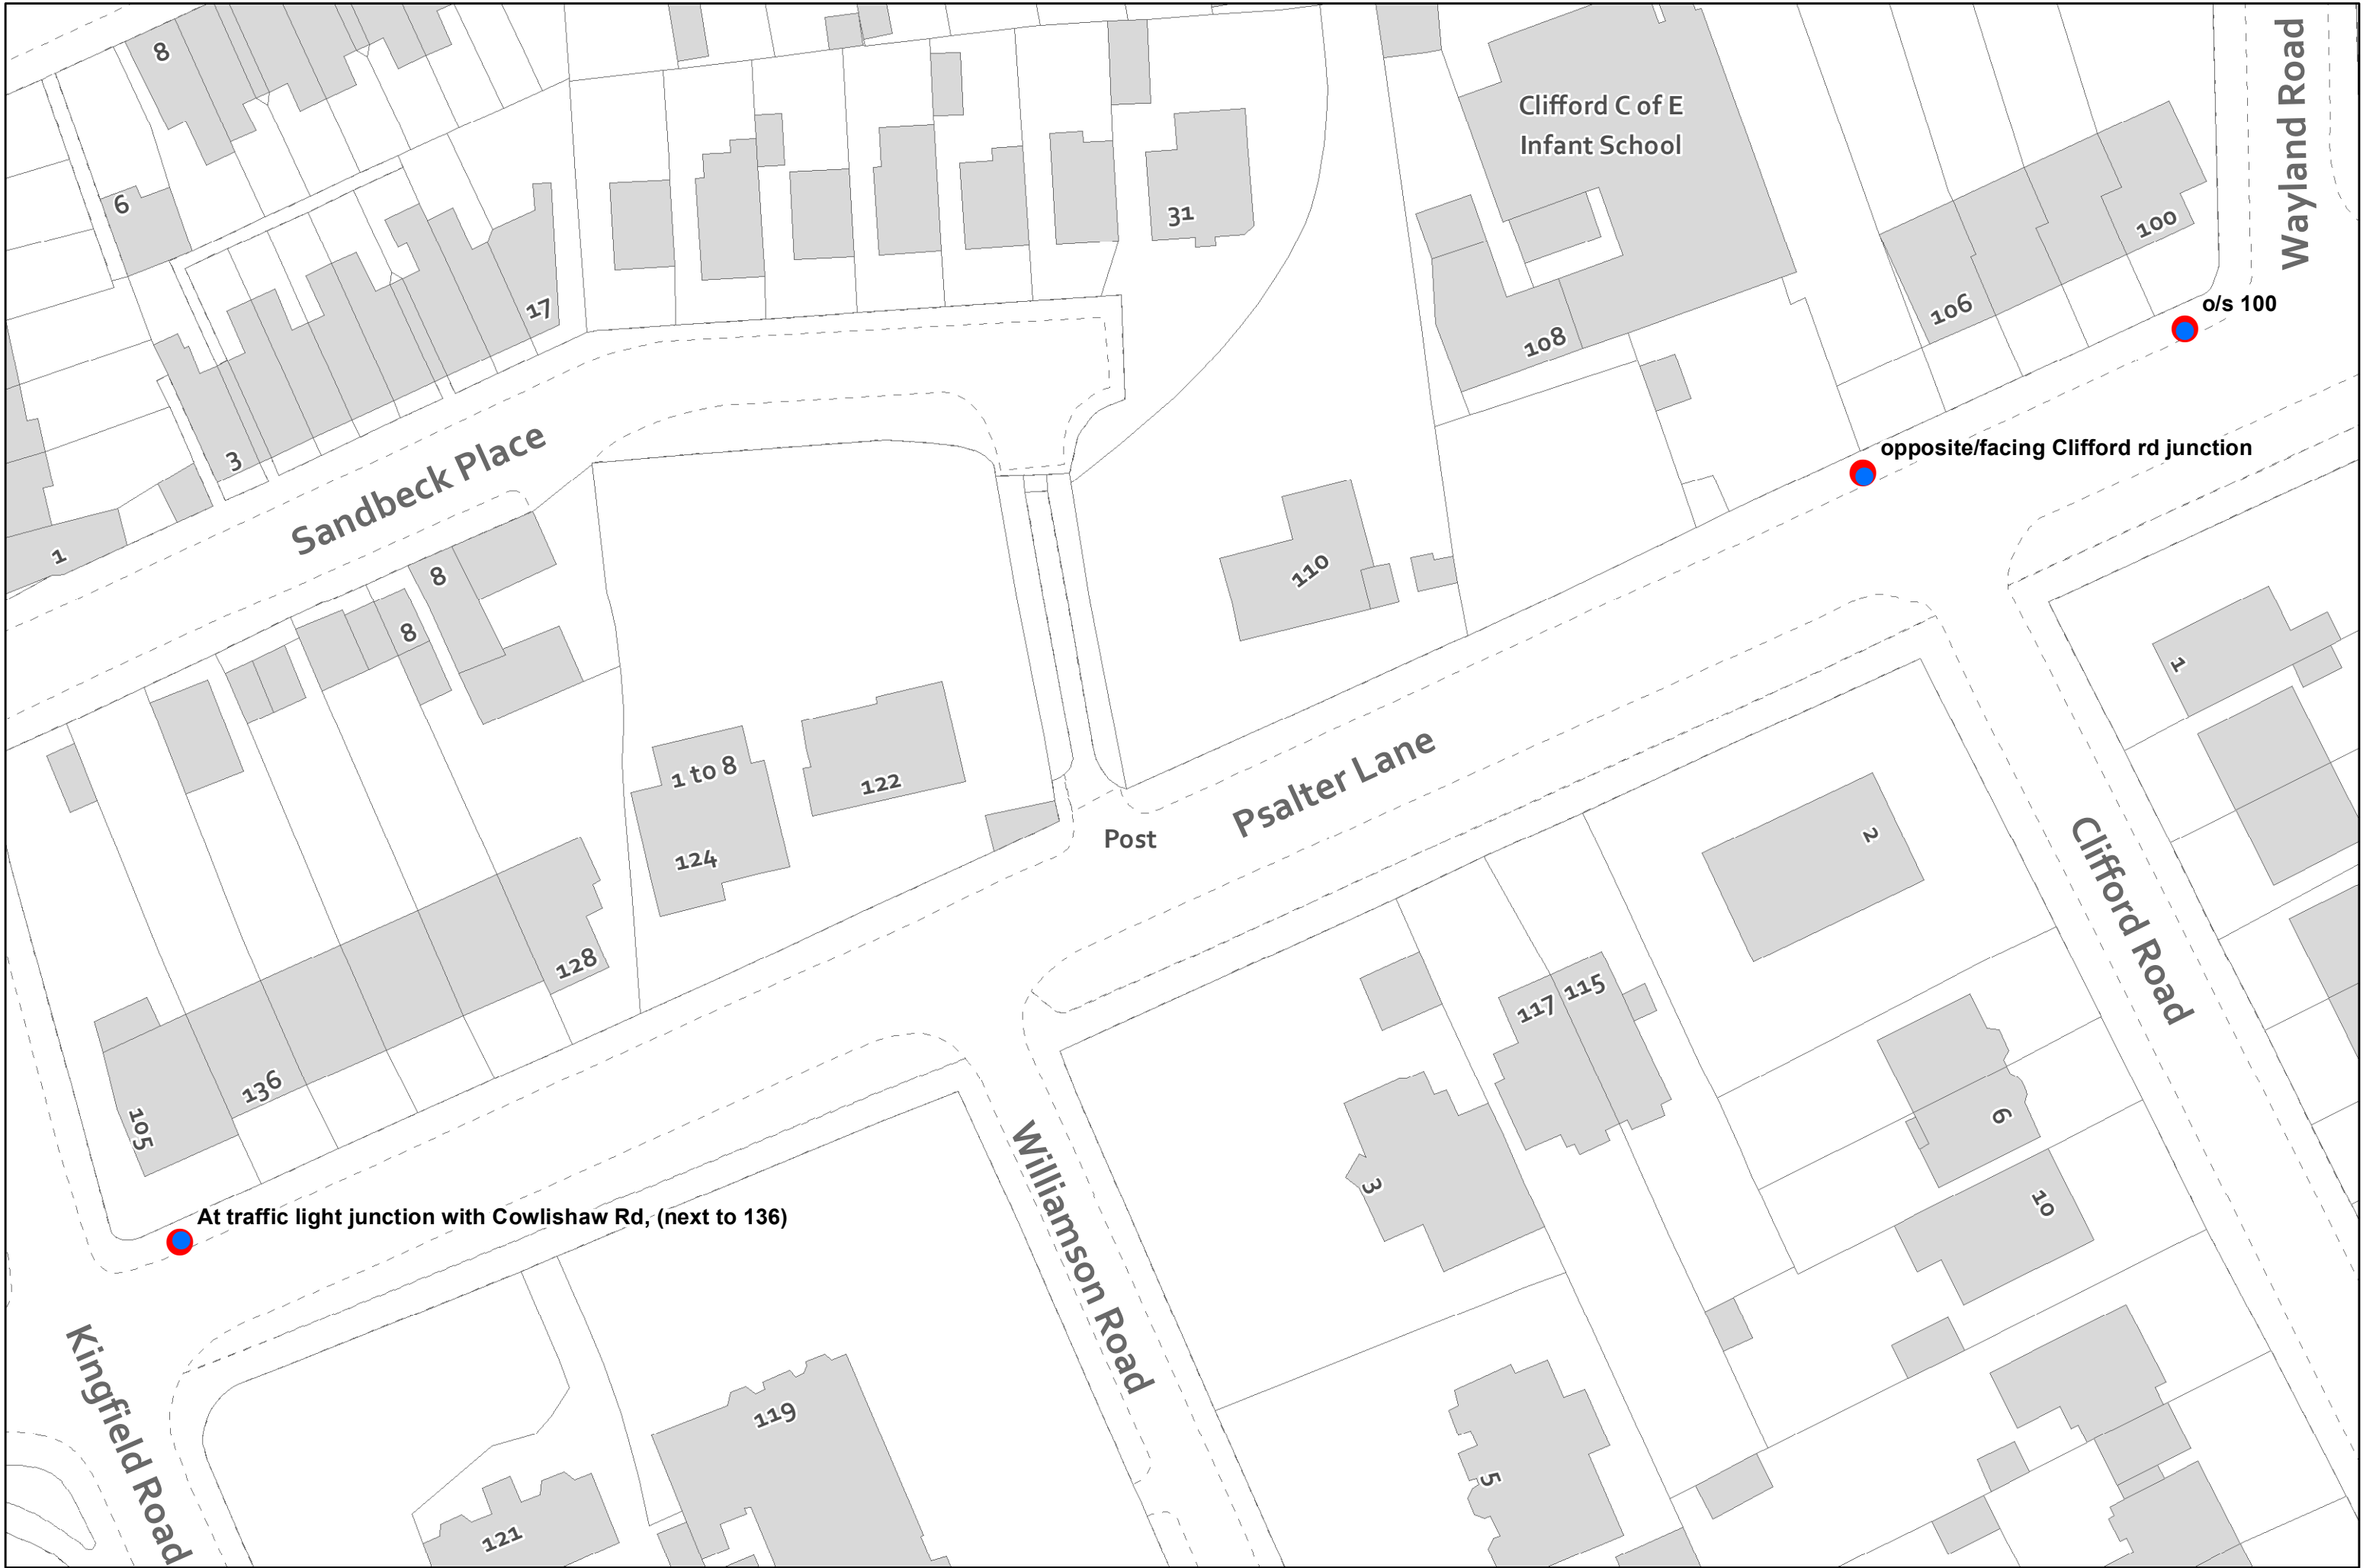 8
Clifford C of E
Infant School
Wayland Road
6
31
100
17
o/s 100
106
108
3
Sandbeck Place
opposite/facing Clifford rd junction
1
8
110
8
1
1 to 8
122
Psalter Lane
Post
2
124
Clifford Road
128
117
115
136
105
6
Williamson Road
3
10
At traffic light junction with Cowlishaw Rd, (next to 136)
Kingfield Road
119
5
121